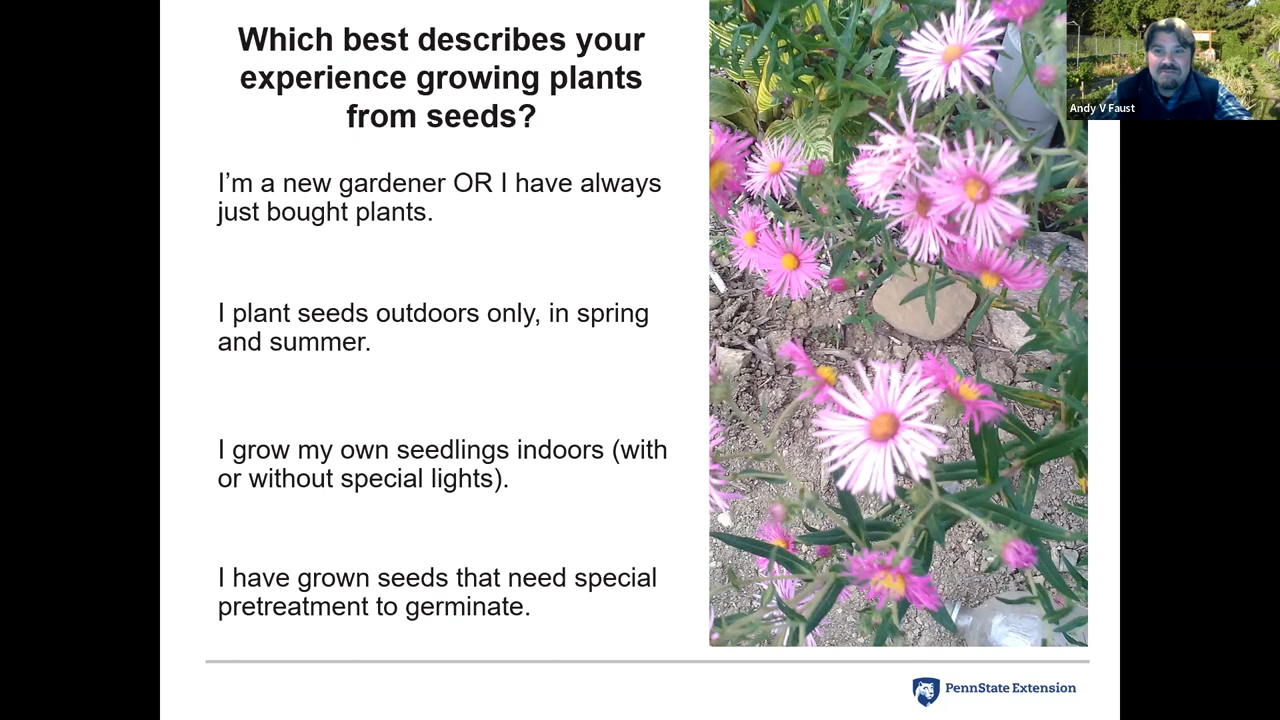 Which best describes your
experience growing plants
from seeds?
I'm a new gardener OR I have always
just bought plants.
I plant seeds outdoors only, in spring
and summer.
I grow my own seedlings indoors (with
or without special lights).
I have grown seeds that need special
pretreatment to germinate.
Andy V Faust
PennState Extension